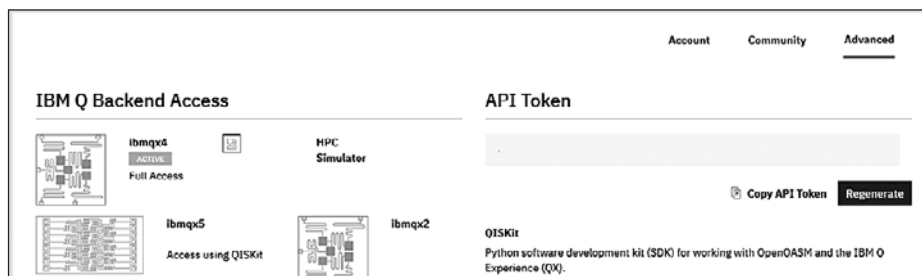 Account Community Advanced
IBM Q Backend Access
ibmqx4
ACTIVE
Full Access
HPC
Simulator
ibmqx5
Access using QISKit
ibmqx2
API Token
Copy API Token Regenerate
QISKit
Python software development kit (SDK) for working with OpenQASM and the IBM Q
Experience (QX).